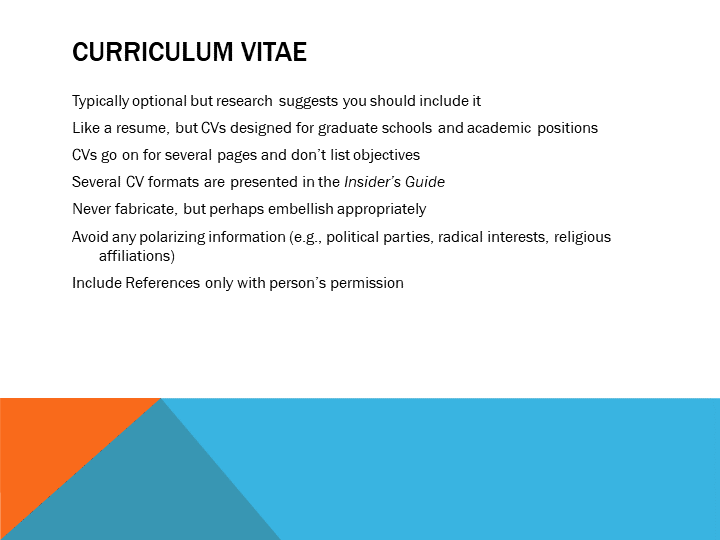 CURRICULUM VITAE
Typically optional but research suggests you should include it
Like a resume, but CVs designed for graduate schools and academic positions
CVs go on for several pages and don’t list objectives
Several CV formats are presented in the Insider’s Guide
Never fabricate, but perhaps embellish appropriately
Avoid any polarizing information (e.g., political parties, radical interests, religious
affiliations)
Include References only with person’s permission